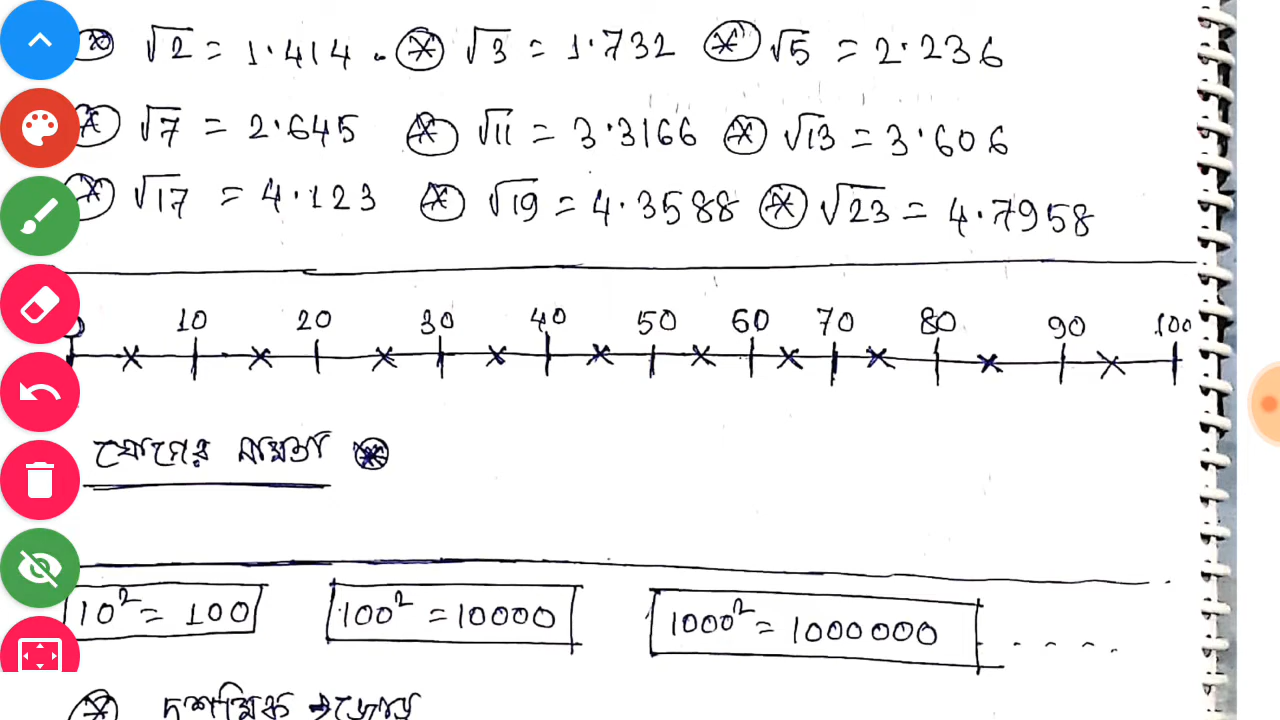 √2 = 1.414 . √3 = 1.732 √5 = 2.236
√7 = 2.645 √11 = 3.3166 √13 = 3.606
√17 = 4.123 √19 = 4.3588 √23 = 4.7958
0 10 20 30 40 50 60 70 80 90 100
যোগের নামতা
10² = 100 100² = 10000 1000² = 1000000 .....
দশমিক →